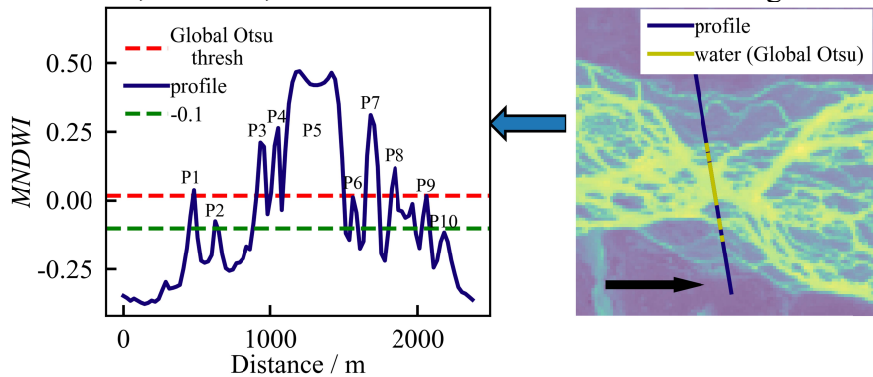 Global Otsu
thresh
profile
-0.1
MNDWI
0.50
0.25
0.00
-0.25
P1
P2
P3
P4
P5
P6
P7
P8
P9
P10
0
1000
2000
Distance / m
profile
water (Global Otsu)